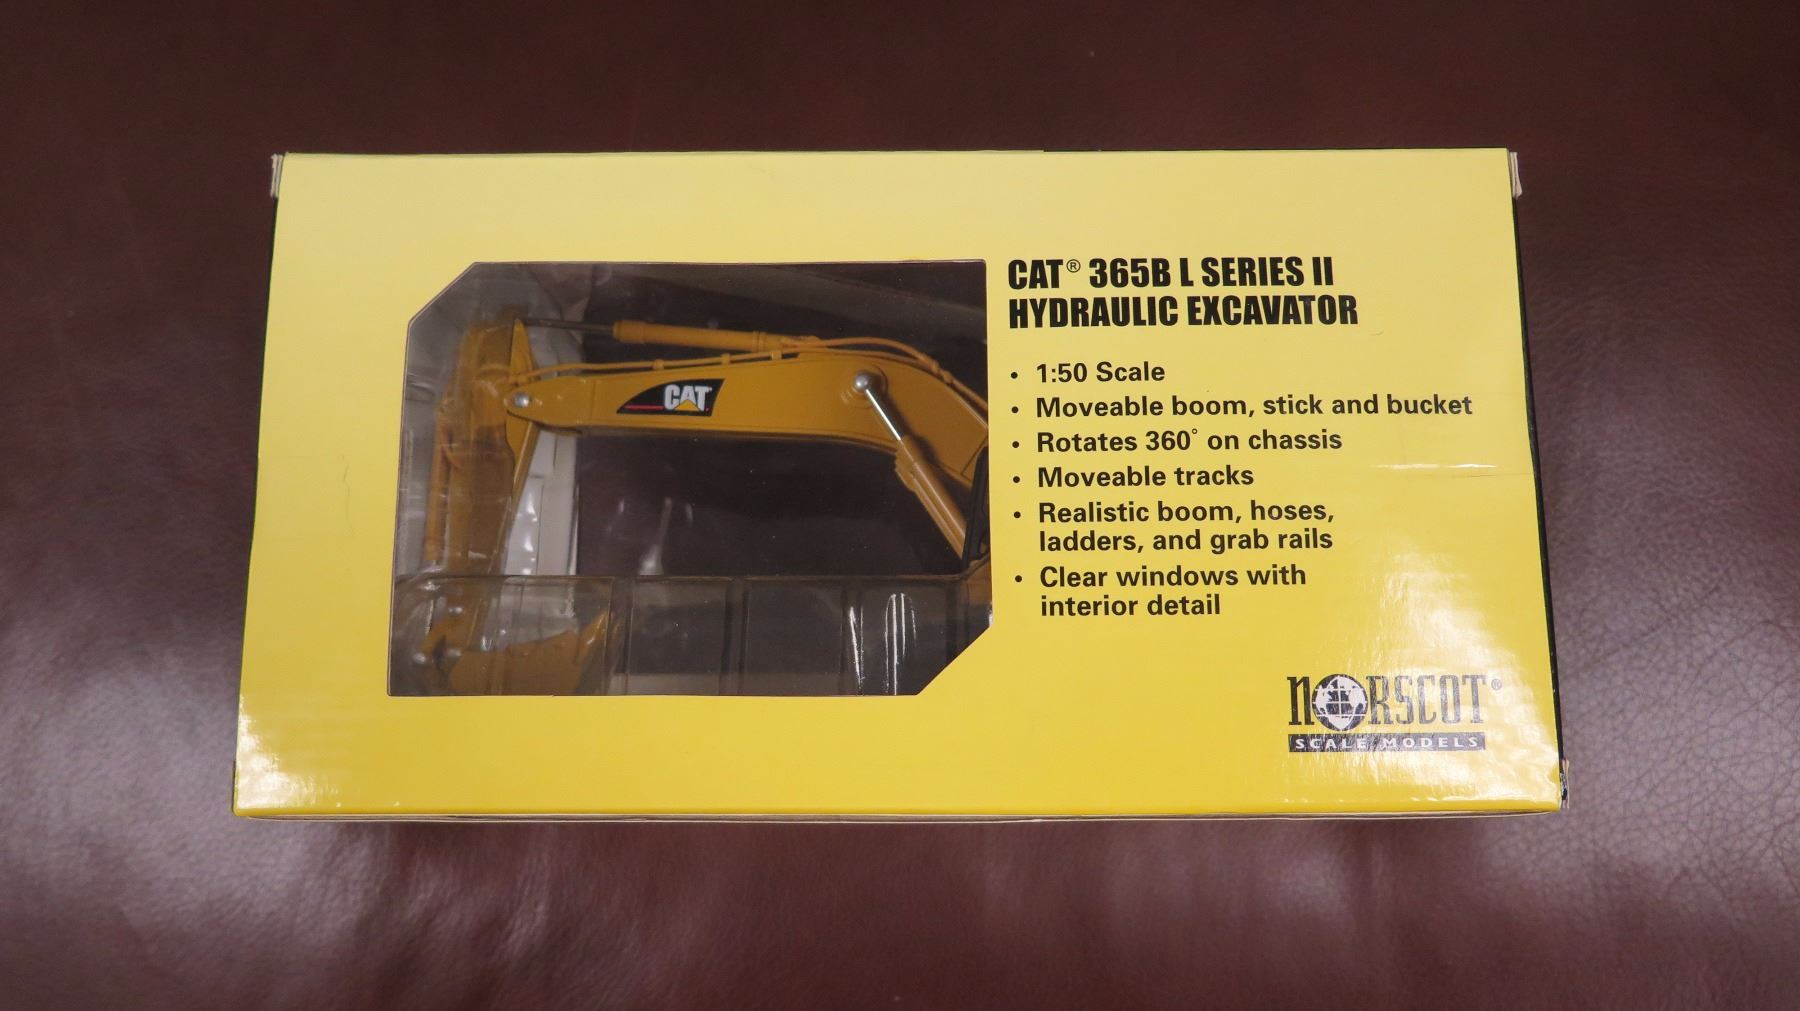 CAT
CAT® 365B L SERIES II
HYDRAULIC EXCAVATOR
• 1:50 Scale
• Moveable boom, stick and bucket
• Rotates 360° on chassis
• Moveable tracks
• Realistic boom, hoses,
ladders, and grab rails
• Clear windows with
interior detail
NORSCOT®
SCALE MODELS